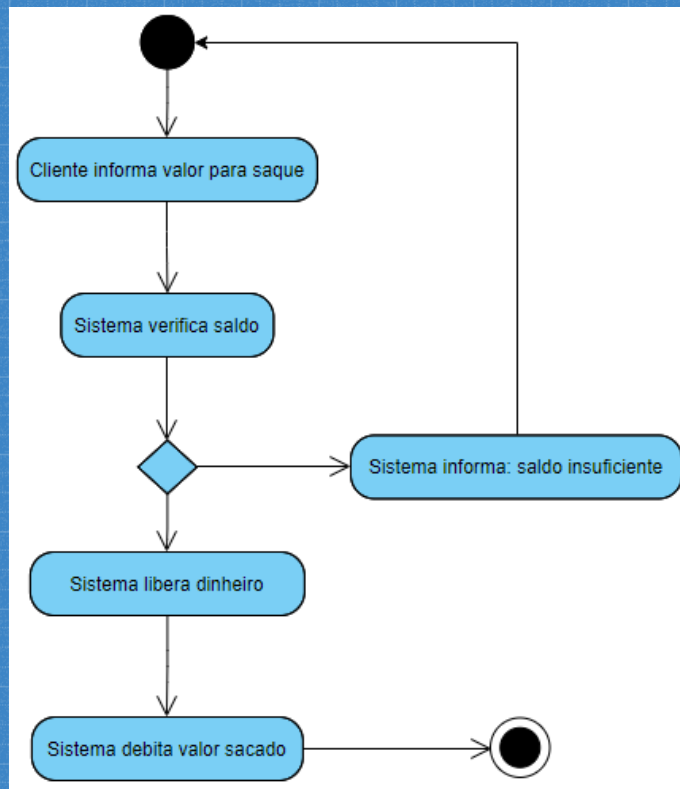 Cliente informa valor para saque
Sistema verifica saldo
Sistema informa: saldo insuficiente
Sistema libera dinheiro
Sistema debita valor sacado